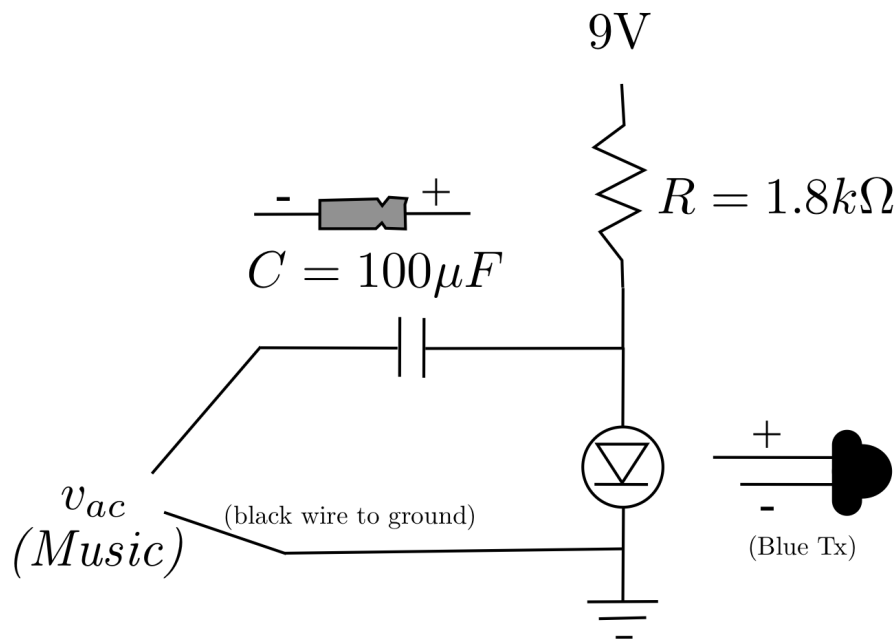 9V
- +
R = 1.8kΩ
C = 100μF
+
-
(Blue Tx)
v_ac
(Music)
(black wire to ground)